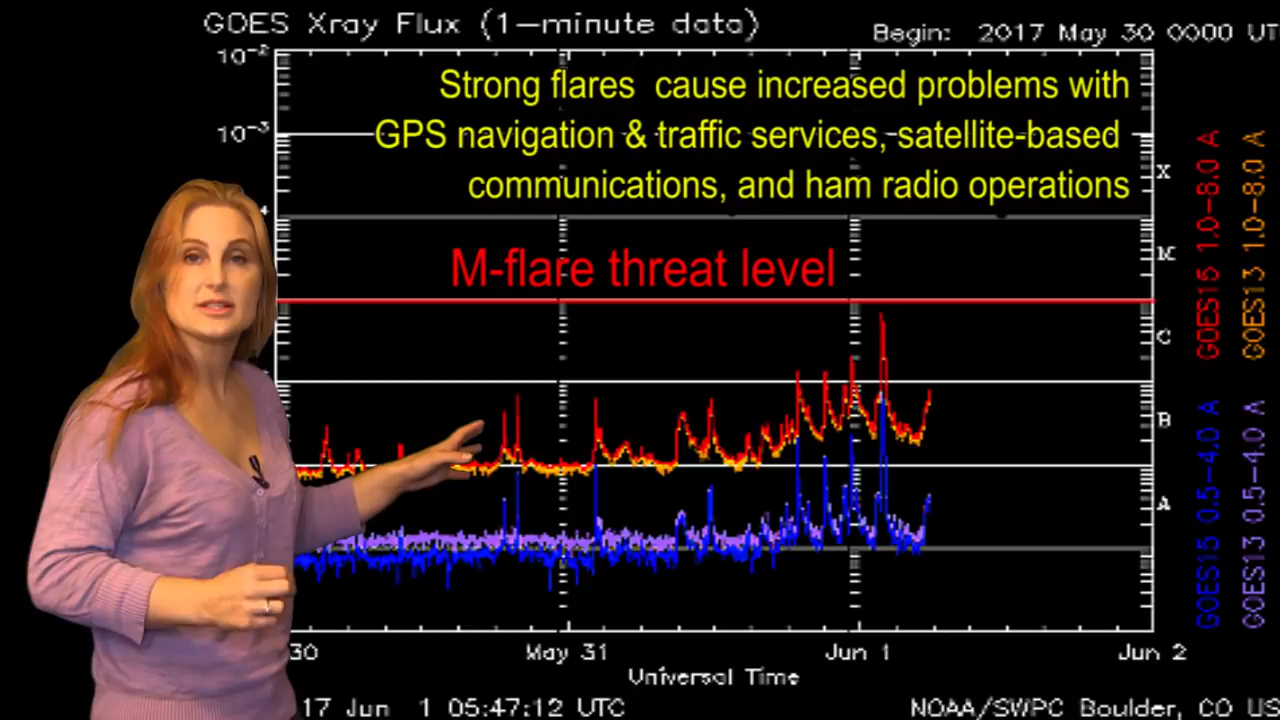 GOES Xray Flux (1-minute data)
Begin: 2017 May 30 0000 UT
10-2
Strong flares cause increased problems with
10-3
GPS navigation & traffic services, satellite-based
X
communications, and ham radio operations
4
M
M-flare threat level
C
B
A
GOES15 1.0-8.0 A
GOES13 1.0-8.0 A
GOES15 0.5-4.0 A
GOES13 0.5-4.0 A
30
May 31
Jun 1
Jun 2
Universal Time
17 Jun 1 05:47:12 UTC
NOAA/SWPC Boulder, CO US